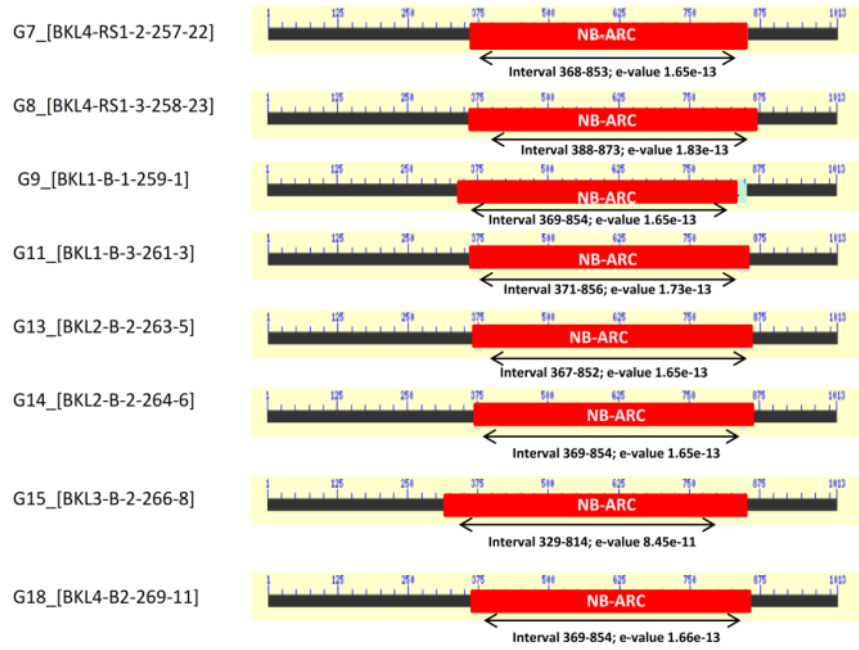 G7_[BKL4-RS1-2-257-22]
1 125 250 375 500 625 750 875 1013
NB-ARC
Interval 368-853; e-value 1.65e-13
G8_[BKL4-RS1-3-258-23]
1 125 250 375 500 625 750 875 1013
NB-ARC
Interval 388-873; e-value 1.83e-13
G9_[BKL1-B-1-259-1]
1 125 250 375 500 625 750 875 1013
NB-ARC
Interval 369-854; e-value 1.65e-13
G11_[BKL1-B-3-261-3]
1 125 250 375 500 625 750 875 1013
NB-ARC
Interval 371-856; e-value 1.73e-13
G13_[BKL2-B-2-263-5]
1 125 250 375 500 625 750 875 1013
NB-ARC
Interval 367-852; e-value 1.65e-13
G14_[BKL2-B-2-264-6]
1 125 250 375 500 625 750 875 1013
NB-ARC
Interval 369-854; e-value 1.65e-13
G15_[BKL3-B-2-266-8]
1 125 250 375 500 625 750 875 1013
NB-ARC
Interval 329-814; e-value 8.45e-11
G18_[BKL4-B2-269-11]
1 125 250 375 500 625 750 875 1013
NB-ARC
Interval 369-854; e-value 1.66e-13